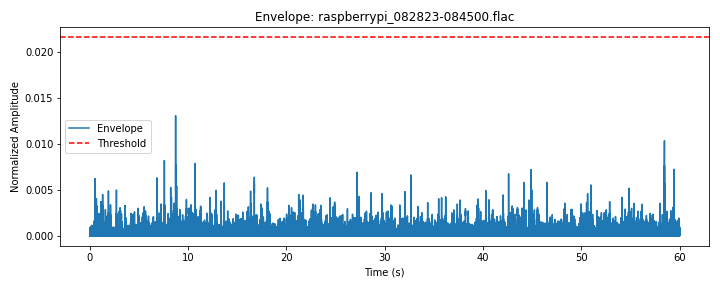 Envelope: raspberrypi_082823-084500.flac
Normalized Amplitude
0.020
0.015
0.010
0.005
0.000
Envelope
Threshold
0
10
20
30
40
50
60
Time (s)